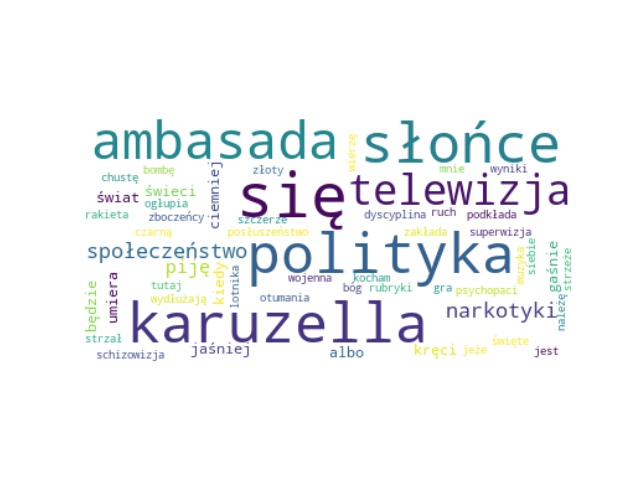 ambasada słońce
wierzę
bombę złoty mnie wyniki
chustę
się telewizja
świat świeci ciemniej
ogłupia
rakieta zboczeńcy szczerze dyscyplina ruch podkłada
czarną posłuszeństwo zakłada superwizja
społeczeństwo polityka
muzyka siebie gaśnie strzeże
piję kiedy lotnika
wojenna kocham
tutaj bóg rubryki gra psychopaci
będzie umiera
wydłużają otumania
karuzella narkotyki należę
strzał
schizowizja jaśniej albo kręci jeże święte jest